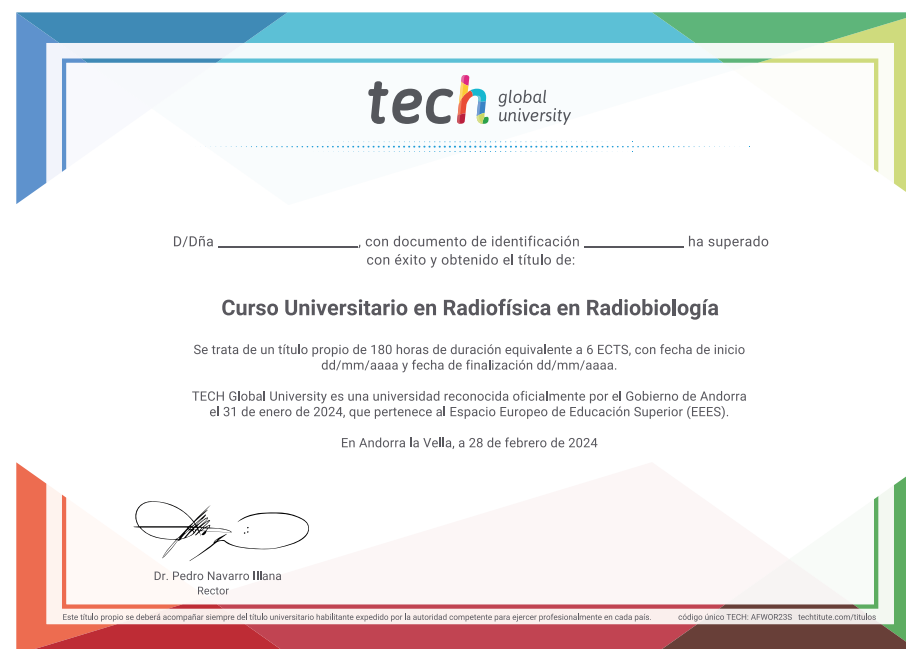 tech global university
D/Dña ______________, con documento de identificación __________ ha superado
con éxito y obtenido el título de:
Curso Universitario en Radiofísica en Radiobiología
Se trata de un título propio de 180 horas de duración equivalente a 6 ECTS, con fecha de inicio
dd/mm/aaaa y fecha de finalización dd/mm/aaaa.
TECH Global University es una universidad reconocida oficialmente por el Gobierno de Andorra
el 31 de enero de 2024, que pertenece al Espacio Europeo de Educación Superior (EEES).
En Andorra la Vella, a 28 de febrero de 2024
Dr. Pedro Navarro Illana
Rector
Este título propio se deberá acompañar siempre del título universitario habilitante expedido por la autoridad competente para ejercer profesionalmente en cada país. código único TECH: AFWOR23S techtitute.com/titulos